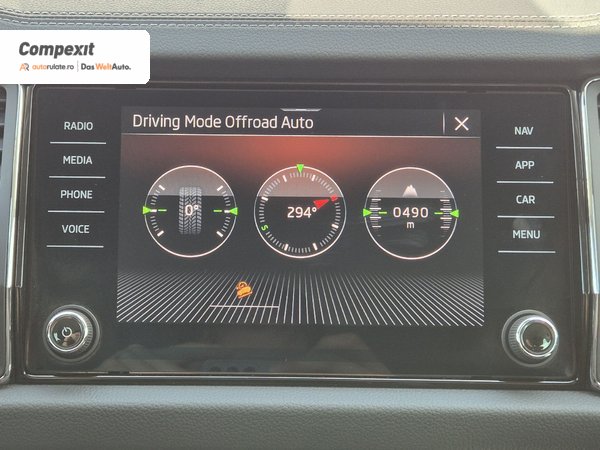 Compexit
AR autorulate.ro | Das WeltAuto.
Driving Mode Offroad Auto
RADIO
MEDIA
PHONE
VOICE
NAV
APP
CAR
MENU
0°
294°
S
0490
m